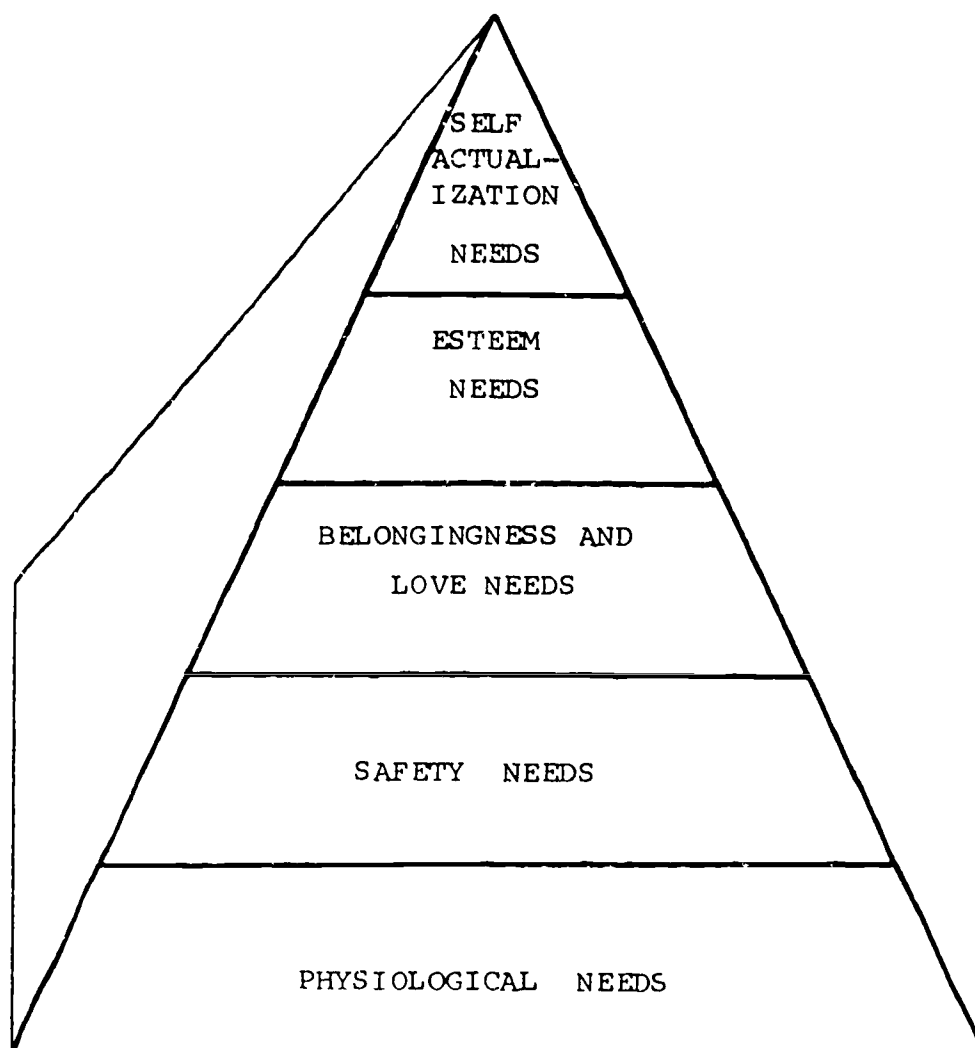 SELF
ACTUAL-
IZATION
NEEDS
ESTEEM
NEEDS
BELONGINGNESS AND
LOVE NEEDS
SAFETY NEEDS
PHYSIOLOGICAL NEEDS